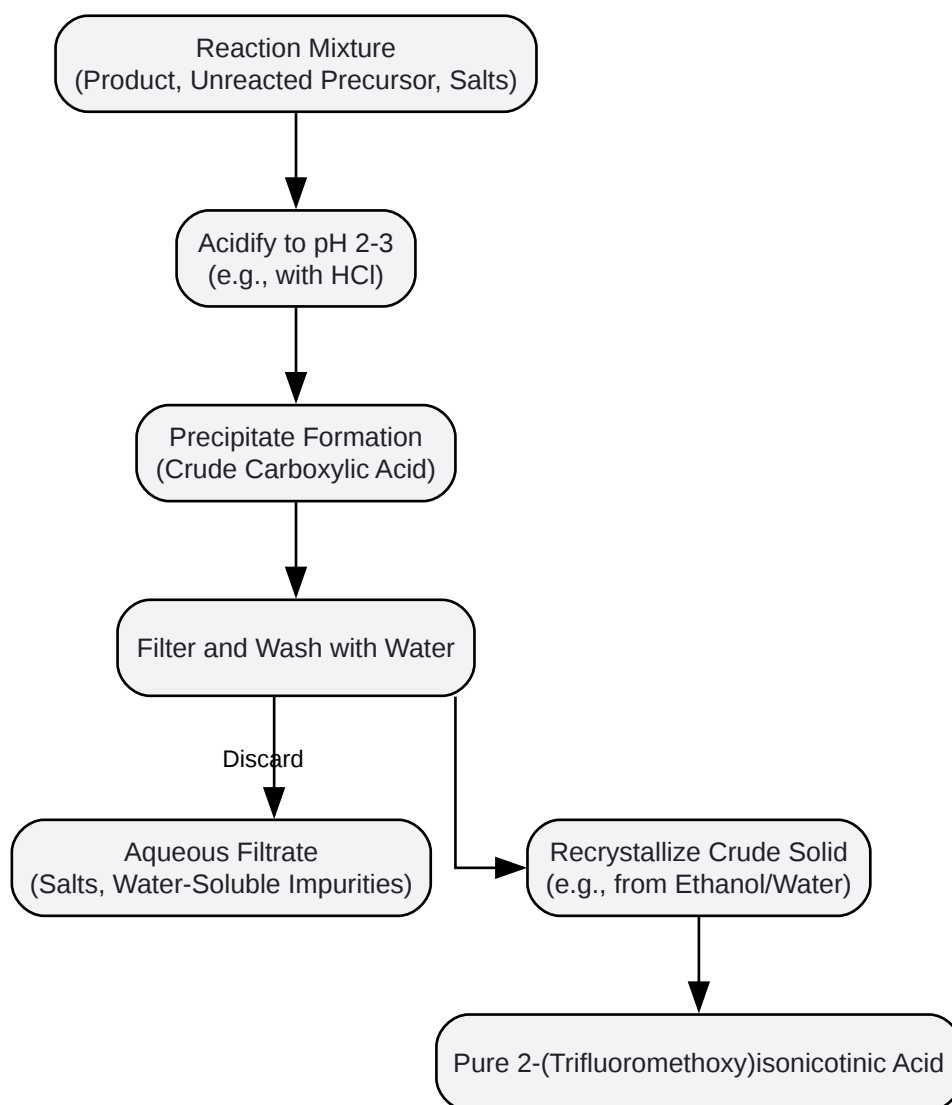 Reaction Mixture
(Product, Unreacted Precursor, Salts)
Acidify to pH 2-3
(e.g., with HCl)
Precipitate Formation
(Crude Carboxylic Acid)
Filter and Wash with Water
Discard
Aqueous Filtrate
(Salts, Water-Soluble Impurities)
Recrystallize Crude Solid
(e.g., from Ethanol/Water)
Pure 2-(Trifluoromethoxy)isonicotinic Acid